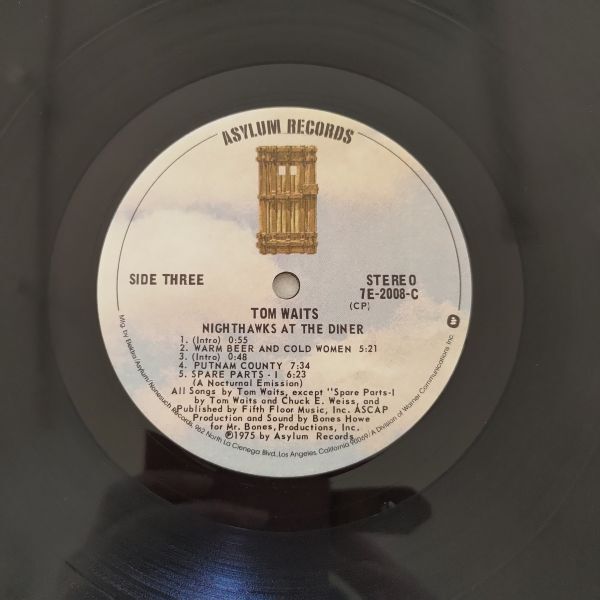 ASYLUM RECORDS
SIDE THREE
STEREO
7E-2008-C
(CP)
TOM WAITS
NIGHTHAWKS AT THE DINER
1. (Intro) 0:55
2. WARM BEER AND COLD WOMEN 5:21
3. (Intro) 0:48
4. PUTNAM COUNTY 7:34
5. SPARE PARTS - I 6:23
(A Nocturnal Emission)
All Songs by Tom Waits, except "Spare Parts-I
by Tom Waits and Chuck E. Weiss, and
Published by Fifth Floor Music, Inc. ASCAP
Production and Sound by Bones Howe
for Mr. Bones, Productions, Inc.
℗1975 by Asylum Records
Mfg. by Elektra/Asylum/Nonesuch Records, 962 North La Cienega Blvd., Los Angeles, California 90069/A Division of Warner Communications Inc